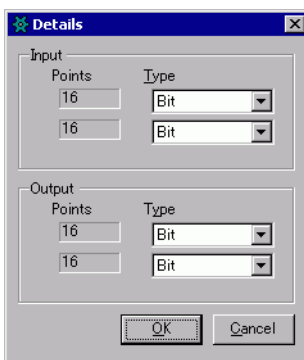 Details
Input
Points Type
16 Bit
16 Bit
Output
Points Type
16 Bit
16 Bit
OK Cancel